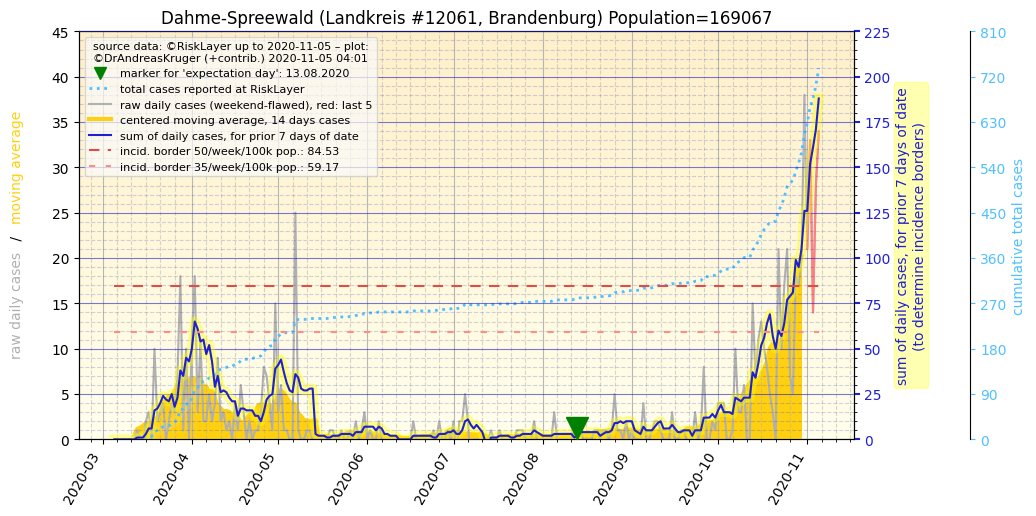 Dahme-Spreewald (Landkreis #12061, Brandenburg) Population=169067
source data: ©RiskLayer up to 2020-11-05 – plot:
©DrAndreasKruger (+contrib.) 2020-11-05 04:01
marker for 'expectation day': 13.08.2020
total cases reported at RiskLayer
raw daily cases (weekend-flawed), red: last 5
centered moving average, 14 days cases
sum of daily cases, for prior 7 days of date
incid. border 50/week/100k pop.: 84.53
incid. border 35/week/100k pop.: 59.17
raw daily cases / moving average
45
40
35
30
25
20
15
10
5
0
2020-03
2020-04
2020-05
2020-06
2020-07
2020-08
2020-09
2020-10
2020-11
225
200
175
150
125
100
75
50
25
0
sum of daily cases, for prior 7 days of date
(to determine incidence borders)
810
720
630
540
450
360
270
180
90
0
cumulative total cases